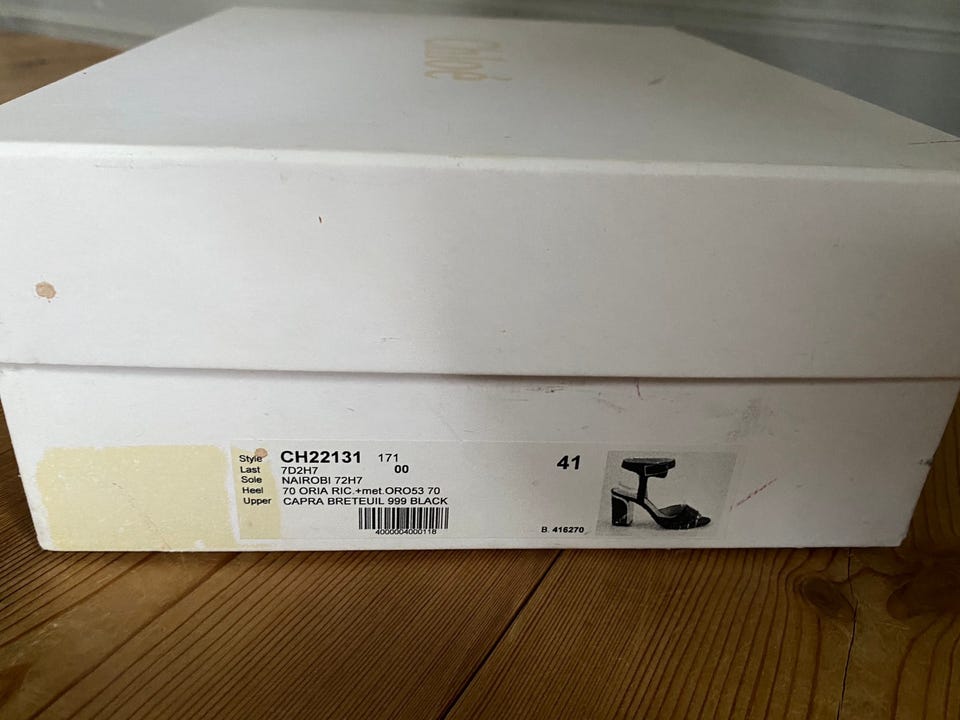 Chloé
Style CH22131 171
Last 7D2H7 00
Sole NAIROBI 72H7
Heel 70 ORIA RIC.+met.ORO53 70
Upper CAPRA BRETEUIL 999 BLACK
4000004000116
41
B. 416270